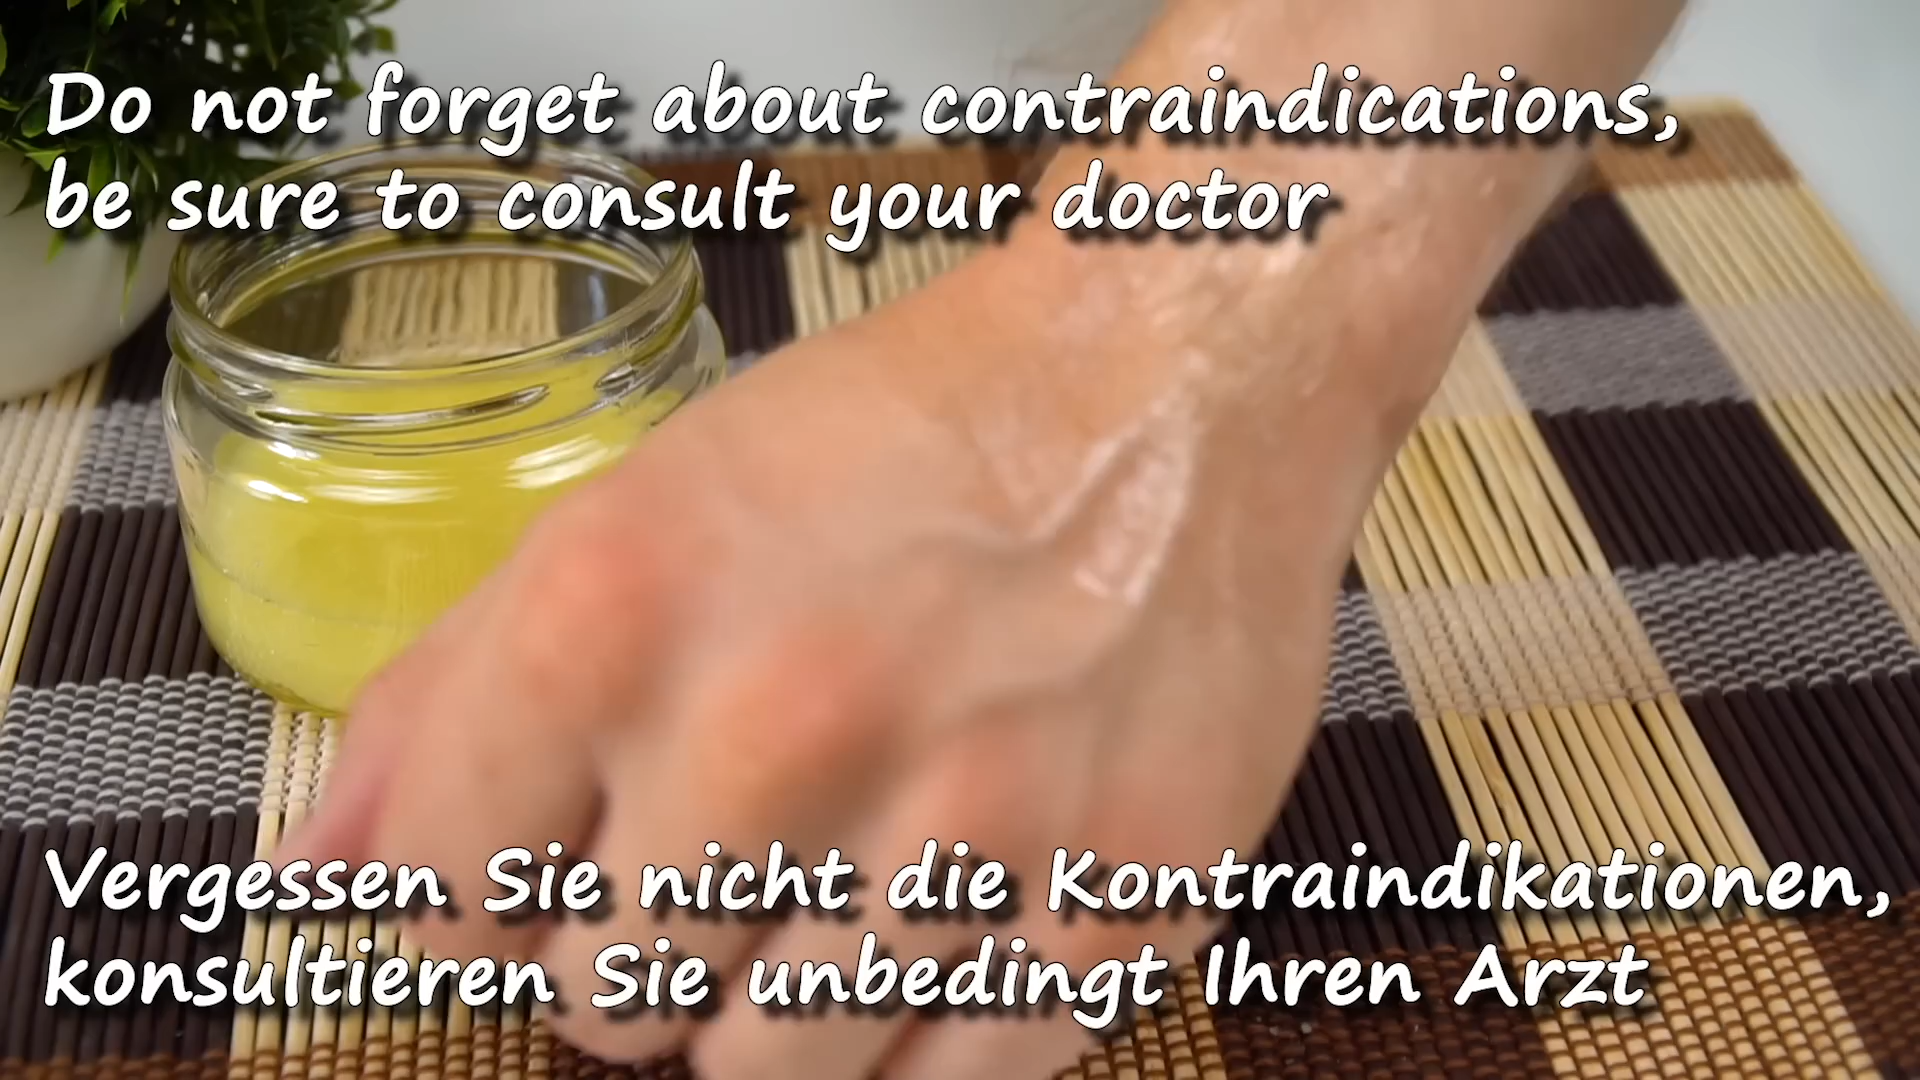 Do not forget about contraindications,
be sure to consult your doctor
Vergessen Sie nicht die Kontraindikationen,
konsultieren Sie unbedingt Ihren Arzt